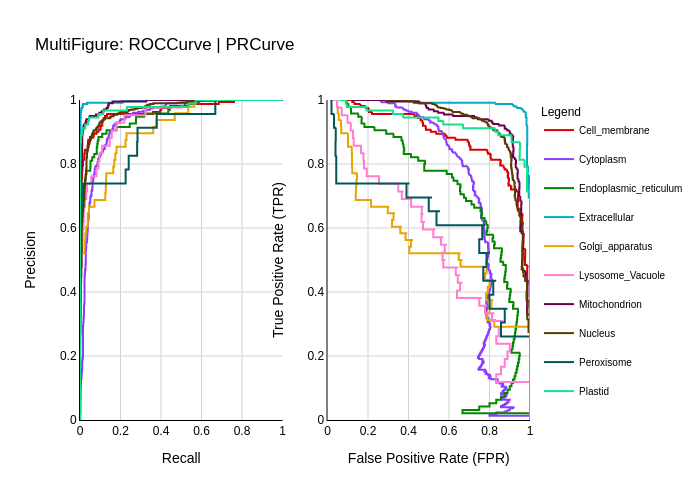 MultiFigure: ROCCurve | PRCurve
Precision
1
0.8
0.6
0.4
0.2
0
0 0.2 0.4 0.6 0.8 1
Recall
True Positive Rate (TPR)
1
0.8
0.6
0.4
0.2
0
0 0.2 0.4 0.6 0.8 1
False Positive Rate (FPR)
Legend
Cell_membrane
Cytoplasm
Endoplasmic_reticulum
Extracellular
Golgi_apparatus
Lysosome_Vacuole
Mitochondrion
Nucleus
Peroxisome
Plastid